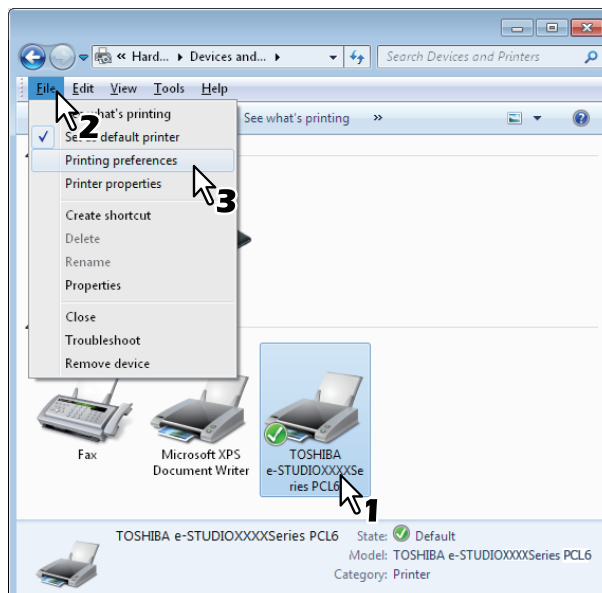 « Hard... ▸ Devices and... ▸
Search Devices and Printers
File Edit View Tools Help
2
See what's printing
See what's printing »
Set as default printer
Printing preferences
3
Printer properties
Create shortcut
Delete
Rename
Properties
Close
Troubleshoot
Remove device
Fax
Microsoft XPS
Document Writer
TOSHIBA
e-STUDIOXXXXSe
ries PCL6
1
TOSHIBA e-STUDIOXXXXSeries PCL6 State: Default
Model: TOSHIBA e-STUDIOXXXXSeries PCL6
Category: Printer